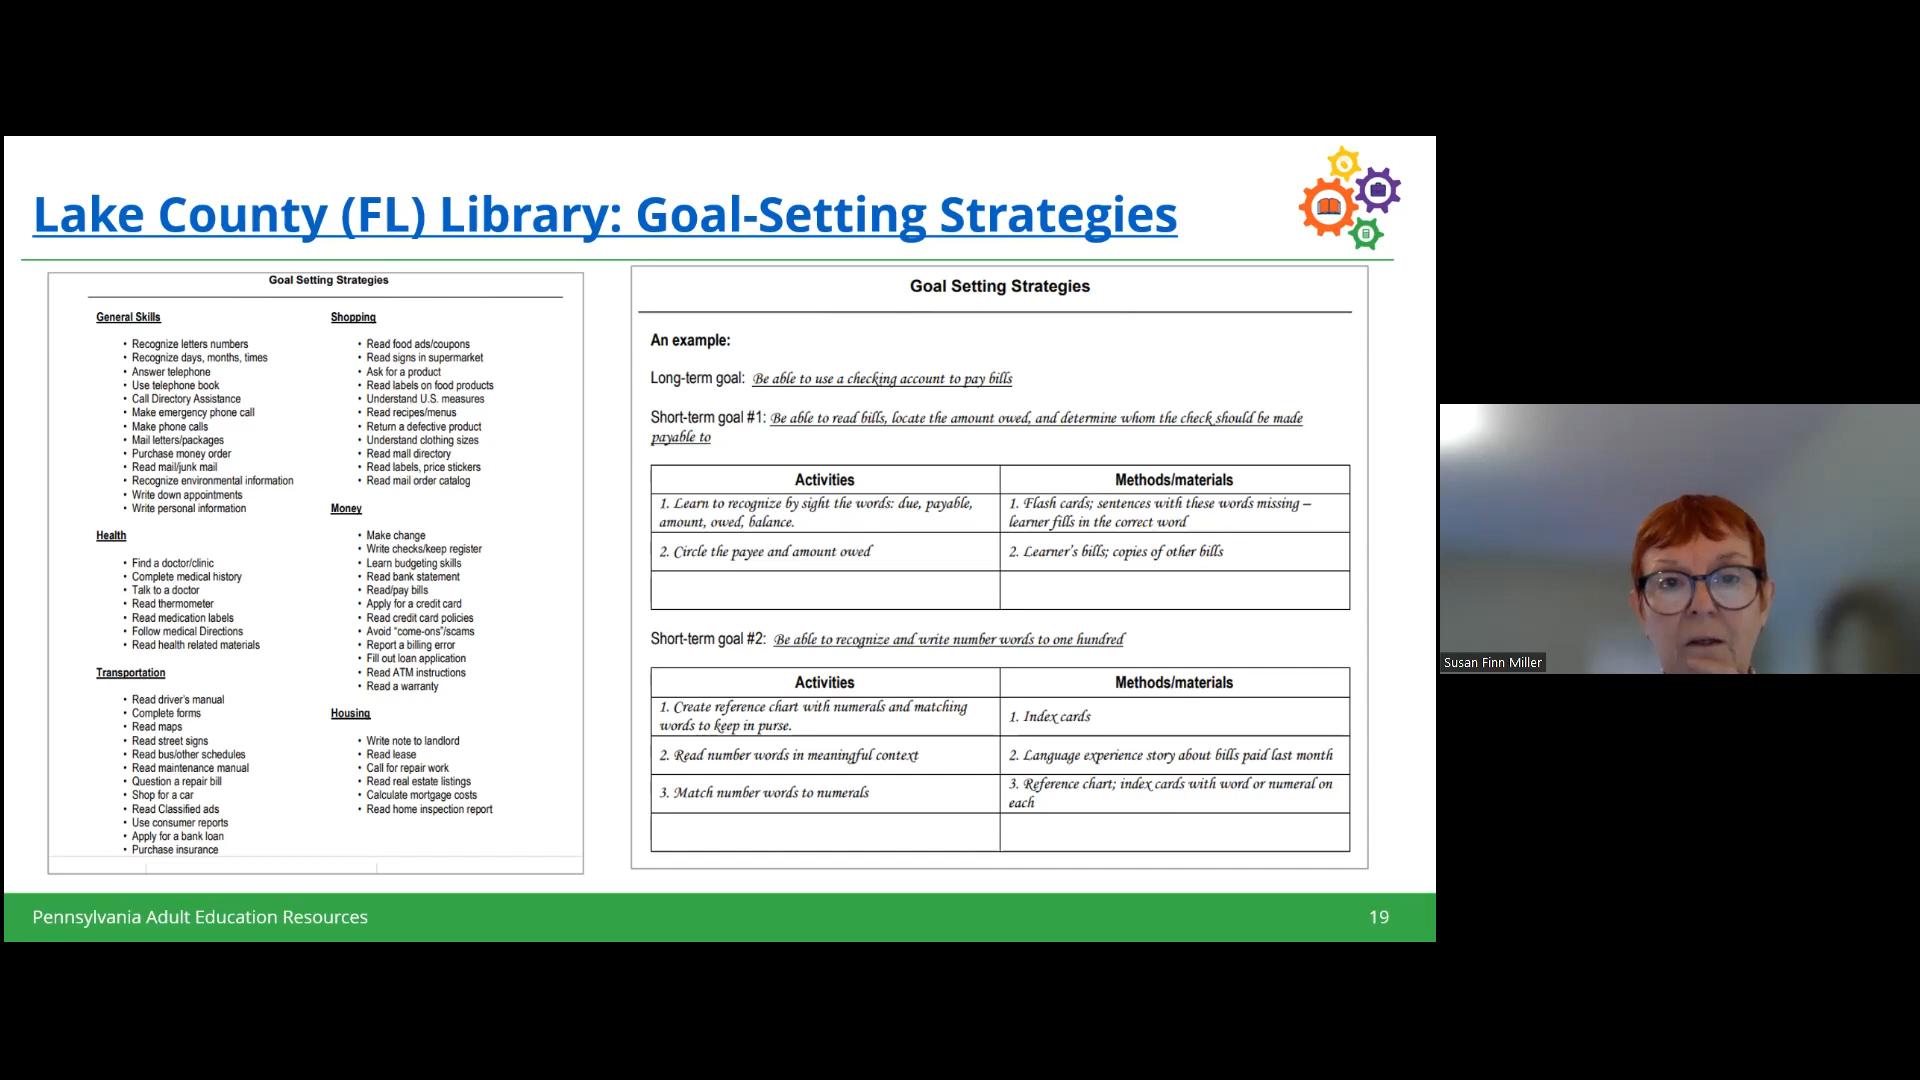 Lake County (FL) Library: Goal-Setting Strategies
Goal Setting Strategies
General Skills
• Recognize letters numbers
• Recognize days, months, times
• Answer telephone
• Use telephone book
• Call Directory Assistance
• Make emergency phone call
• Make phone calls
• Mail letters/packages
• Purchase money order
• Read mail/junk mail
• Recognize environmental information
• Write down appointments
• Write personal information
Health
• Find a doctor/clinic
• Complete medical history
• Talk to a doctor
• Read thermometer
• Read medication labels
• Follow medical Directions
• Read health related materials
Transportation
• Read driver's manual
• Complete forms
• Read maps
• Read street signs
• Read bus/other schedules
• Read maintenance manual
• Question a repair bill
• Shop for a car
• Read Classified ads
• Use consumer reports
• Apply for a bank loan
• Purchase insurance
Shopping
• Read food ads/coupons
• Read signs in supermarket
• Ask for a product
• Read labels on food products
• Understand U.S. measures
• Read recipes/menus
• Return a defective product
• Understand clothing sizes
• Read mall directory
• Read labels, price stickers
• Read mail order catalog
Money
• Make change
• Write checks/keep register
• Learn budgeting skills
• Read bank statement
• Read/pay bills
• Apply for a credit card
• Read credit card policies
• Avoid "come-ons"/scams
• Report a billing error
• Fill out loan application
• Read ATM instructions
• Read a warranty
Housing
• Write note to landlord
• Read lease
• Call for repair work
• Read real estate listings
• Calculate mortgage costs
• Read home inspection report
Goal Setting Strategies
An example:
Long-term goal: Be able to use a checking account to pay bills
Short-term goal #1: Be able to read bills, locate the amount owed, and determine whom the check should be made
payable to
Activities
Methods/materials
1. Learn to recognize by sight the words: due, payable,
amount, owed, balance.
1. Flash cards; sentences with these words missing –
learner fills in the correct word
2. Circle the payee and amount owed
2. Learner's bills; copies of other bills
Short-term goal #2: Be able to recognize and write number words to one hundred
Activities
Methods/materials
1. Create reference chart with numerals and matching
words to keep in purse.
1. Index cards
2. Read number words in meaningful context
2. Language experience story about bills paid last month
3. Match number words to numerals
3. Reference chart; index cards with word or numeral on
each
Pennsylvania Adult Education Resources
19
Susan Finn Miller